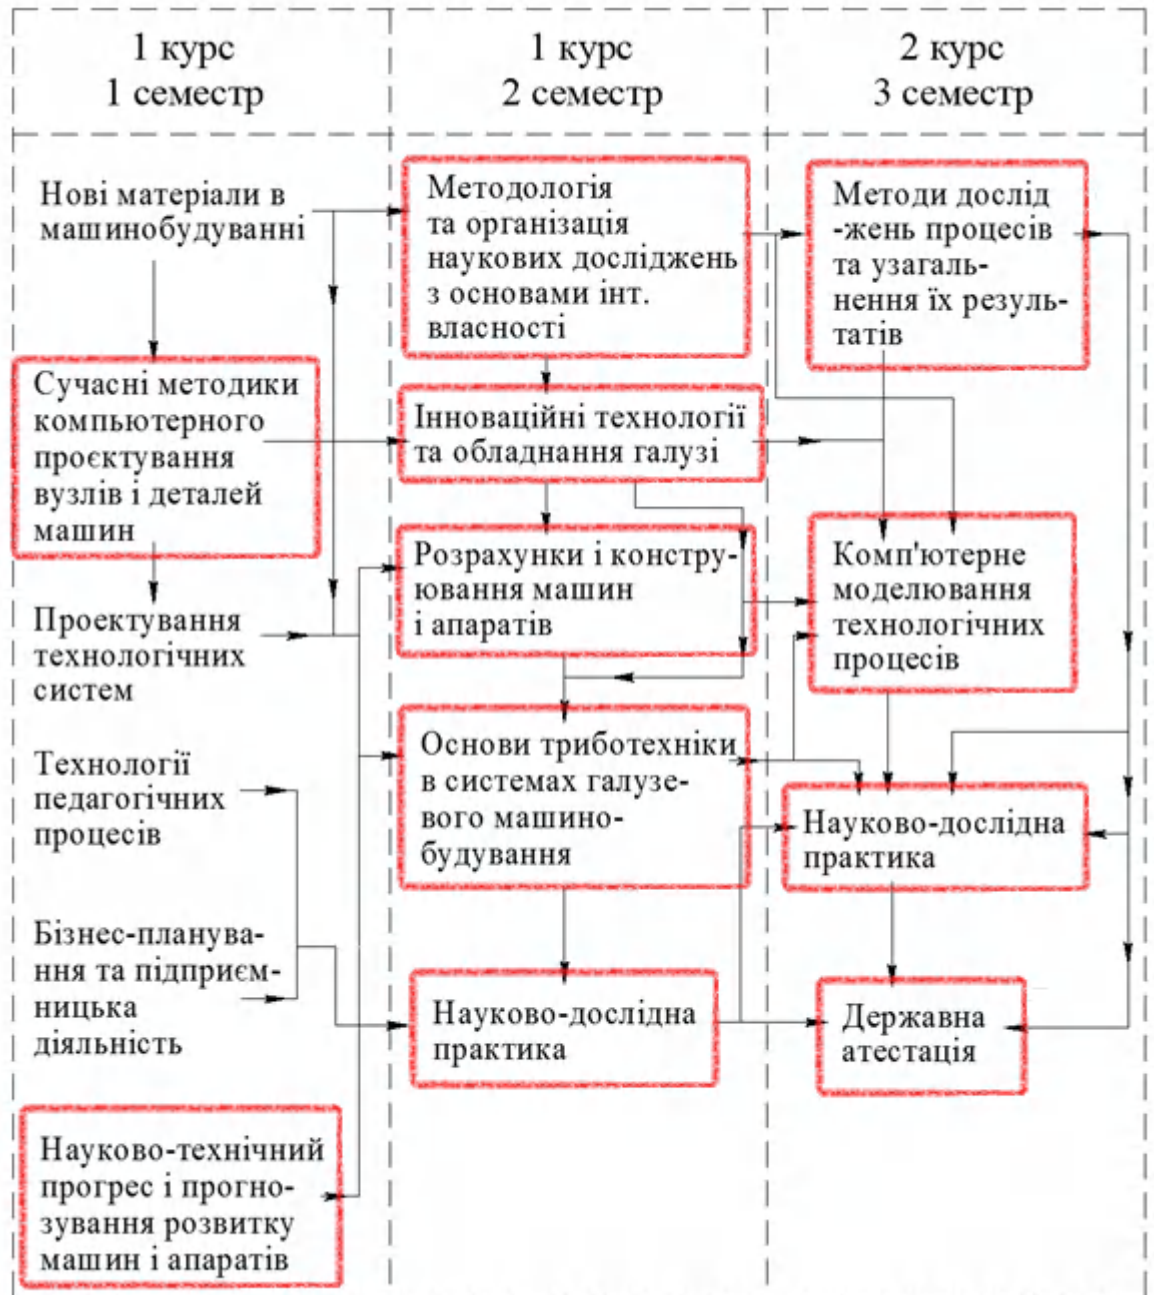 1 курс
1 семестр
1 курс
2 семестр
2 курс
3 семестр
Нові матеріали в
машинобудуванні
Сучасні методики
компьютерного
проєктування
вузлів і деталей
машин
Проектування
технологічних
систем
Технології
педагогічних
процесів
Бізнес-планува-
ння та підприєм-
ницька
діяльність
Науково-технічний
прогрес і прогно-
зування розвитку
машин і апаратів
Методологія
та організація
наукових досліджень
з основами інт.
власності
Інноваційні технології
та обладнання галузі
Розрахунки і констру-
ювання машин
і апаратів
Основи триботехніки
в системах галузе-
вого машино-
будування
Науково-дослідна
практика
Методи дослід
-жень процесів
та узагаль-
нення їх резуль-
татів
Комп'ютерне
моделювання
технологічних
процесів
Науково-дослідна
практика
Державна
атестація